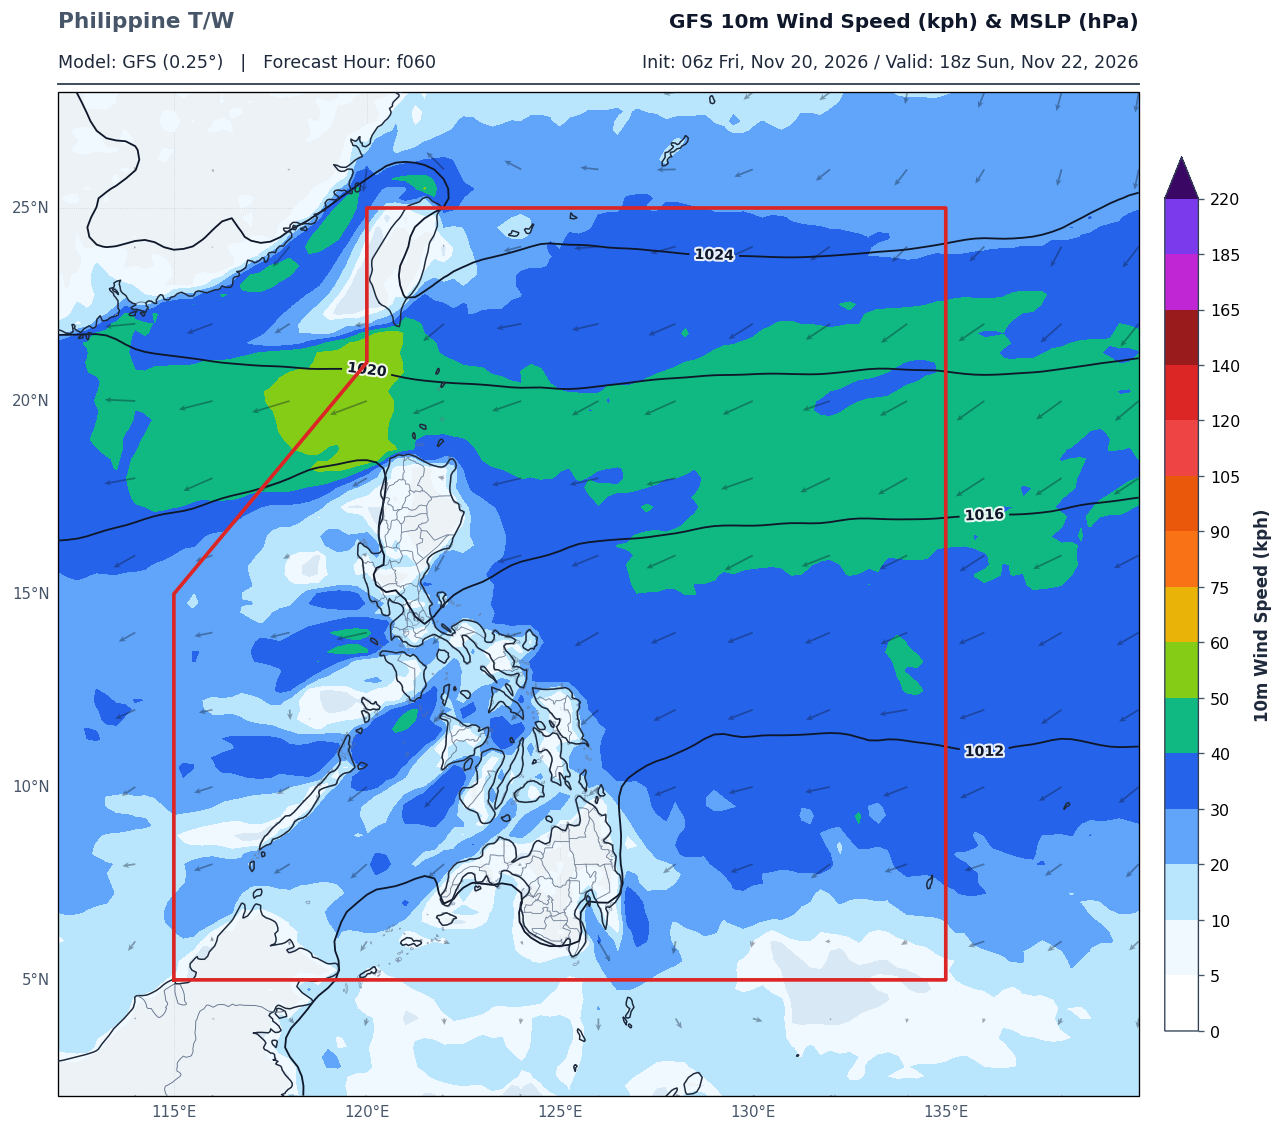 Philippine T/W
GFS 10m Wind Speed (kph) & MSLP (hPa)
Model: GFS (0.25°) | Forecast Hour: f060
Init: 06z Fri, Nov 20, 2026 / Valid: 18z Sun, Nov 22, 2026
25°N
20°N
15°N
10°N
5°N
115°E
120°E
125°E
130°E
135°E
1024
1020
1016
1012
220
185
165
140
120
105
90
75
60
50
40
30
20
10
5
0
10m Wind Speed (kph)